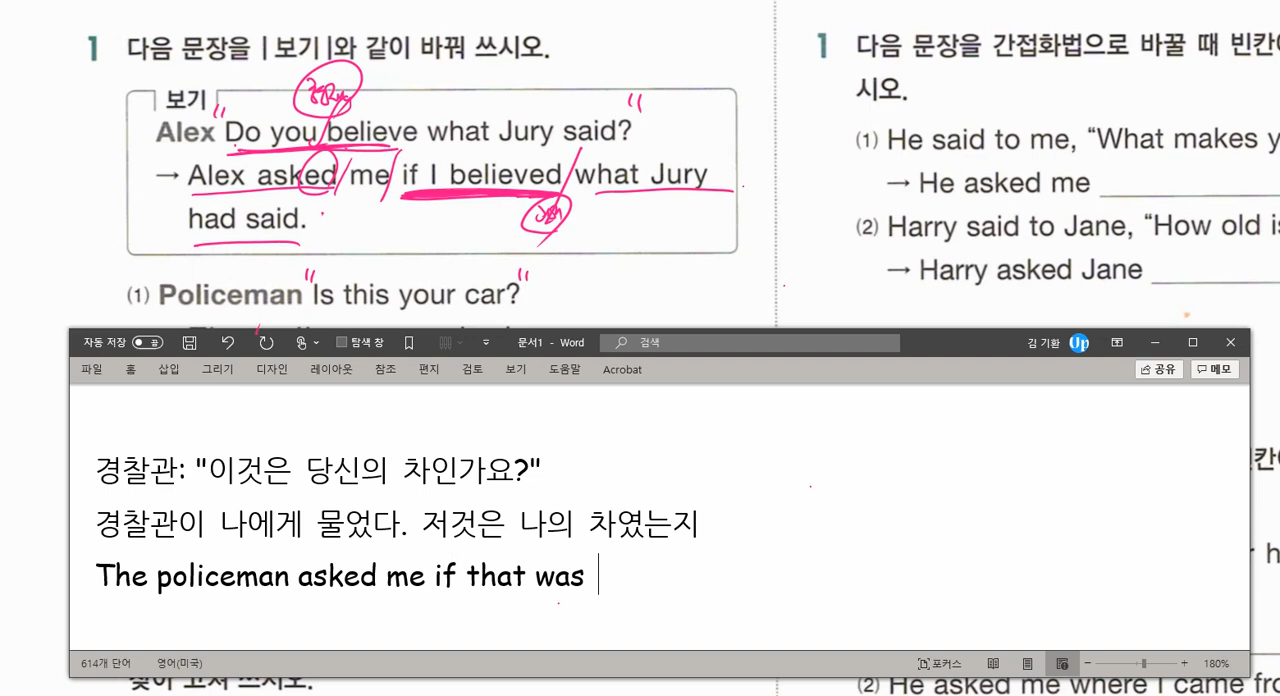 1 다음 문장을 | 보기 |와 같이 바꿔 쓰시오.
보기
Alex "Do you believe what Jury said?"
→ Alex asked me if I believed what Jury
had said.
(1) Policeman "Is this your car?"
1 다음 문장을 간접화법으로 바꿀 때 빈칸
시오.
(1) He said to me, “What makes y
→ He asked me
(2) Harry said to Jane, “How old is
→ Harry asked Jane
자동 저장 문서1 - Word 탐색 창 검색 김 기환 Up
파일 홈 삽입 그리기 디자인 레이아웃 참조 편지 검토 보기 도움말 Acrobat 공유 메모
경찰관: "이것은 당신의 차인가요?"
경찰관이 나에게 물었다. 저것은 나의 차였는지
The policeman asked me if that was
614개 단어 영어(미국) 포커스 180%
찾아 고쳐 쓰시오.
(2) He asked me where I came fro